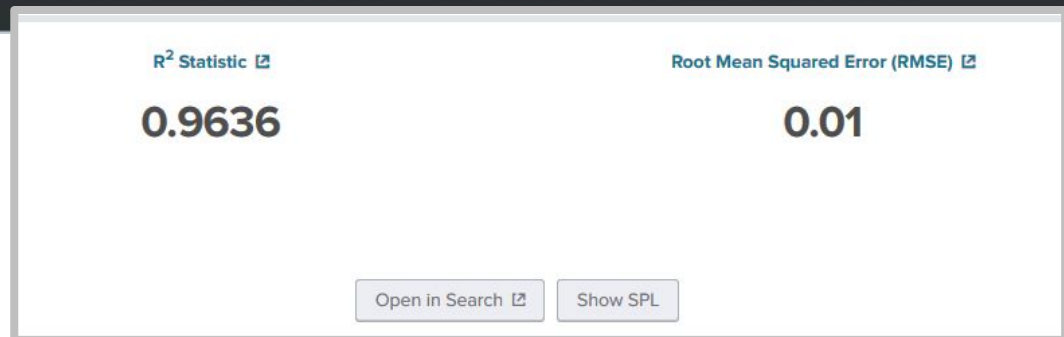 R² Statistic
Root Mean Squared Error (RMSE)
0.9636
0.01
Open in Search
Show SPL